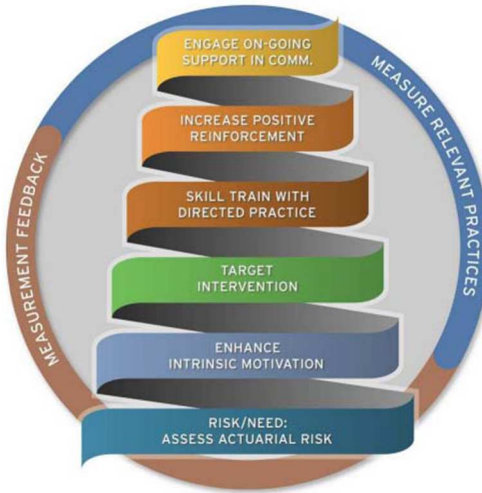 ENGAGE ON-GOING
SUPPORT IN COMM.
INCREASE POSITIVE
REINFORCEMENT
SKILL TRAIN WITH
DIRECTED PRACTICE
TARGET
INTERVENTION
ENHANCE
INTRINSIC MOTIVATION
RISK/NEED:
ASSESS ACTUARIAL RISK
MEASUREMENT FEEDBACK
MEASURE RELEVANT PRACTICES